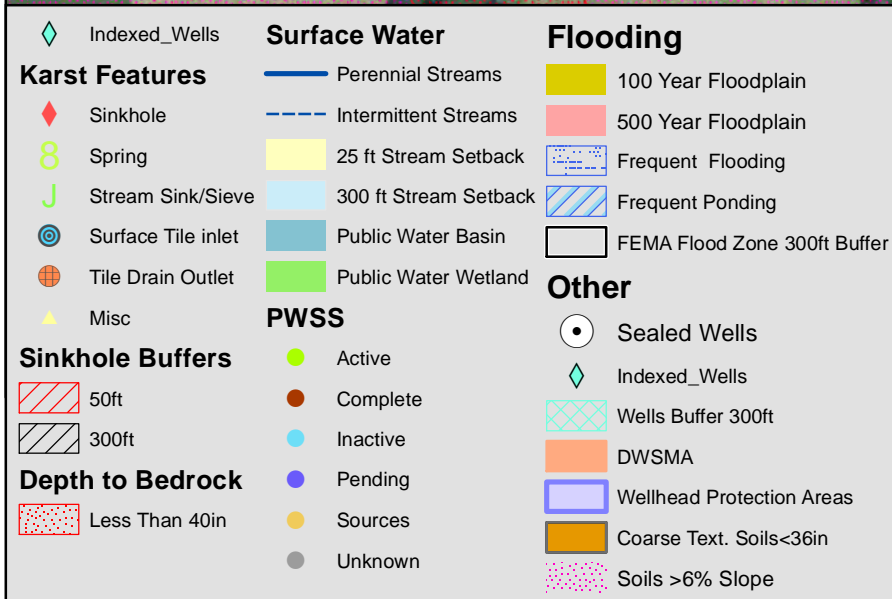 Indexed_Wells
Karst Features
Sinkhole
8 Spring
J Stream Sink/Sieve
Surface Tile inlet
Tile Drain Outlet
Misc
Sinkhole Buffers
50ft
300ft
Depth to Bedrock
Less Than 40in
Surface Water
Perennial Streams
Intermittent Streams
25 ft Stream Setback
300 ft Stream Setback
Public Water Basin
Public Water Wetland
PWSS
Active
Complete
Inactive
Pending
Sources
Unknown
Flooding
100 Year Floodplain
500 Year Floodplain
Frequent Flooding
Frequent Ponding
FEMA Flood Zone 300ft Buffer
Other
Sealed Wells
Indexed_Wells
Wells Buffer 300ft
DWSMA
Wellhead Protection Areas
Coarse Text. Soils<36in
Soils >6% Slope